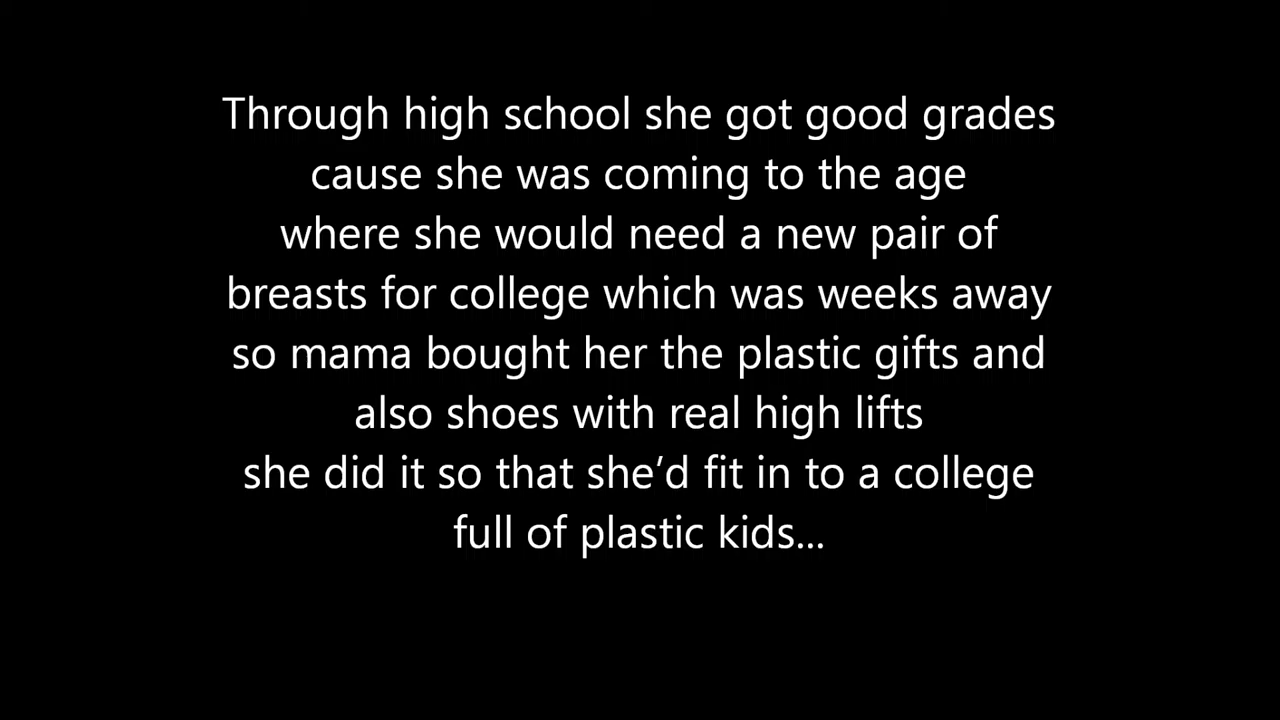 Through high school she got good grades
cause she was coming to the age
where she would need a new pair of
breasts for college which was weeks away
so mama bought her the plastic gifts and
also shoes with real high lifts
she did it so that she’d fit in to a college
full of plastic kids...